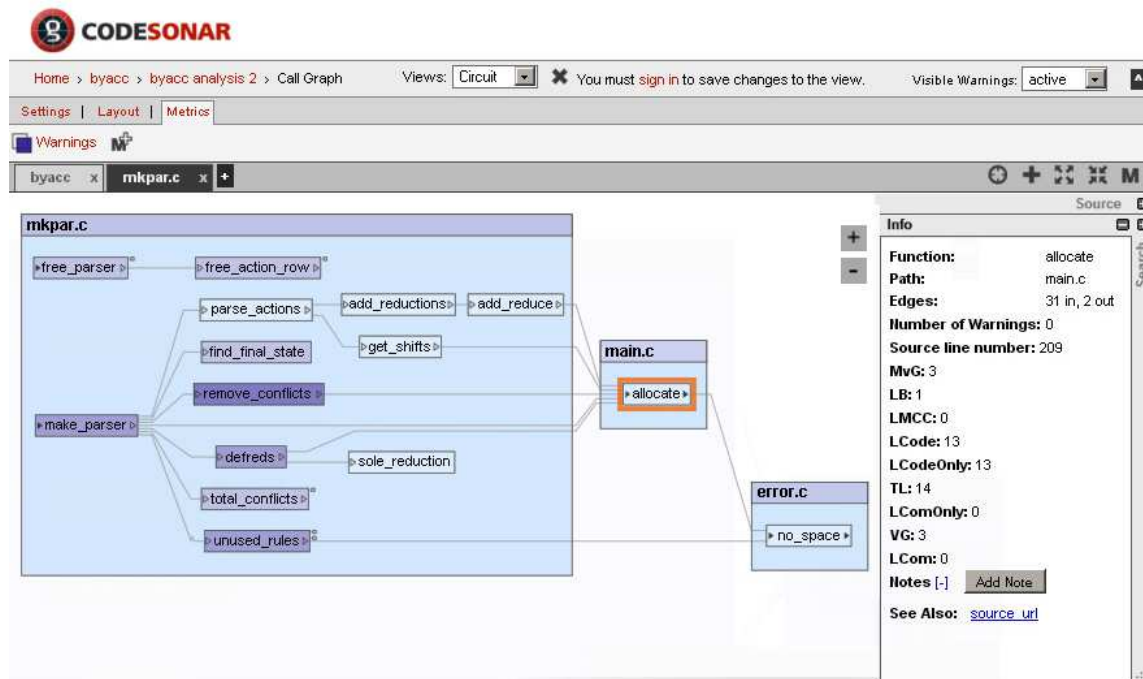 CODESONAR
Home > byacc > byacc analysis 2 > Call Graph Views: Circuit You must sign in to save changes to the view. Visible Warnings: active
Settings | Layout | Metrics
Warnings M
byacc x mkpar.c x + M
Source
mkpar.c
free_parser
free_action_row
parse_actions
add_reductions
add_reduce
find_final_state
get_shifts
remove_conflicts
make_parser
defreds
sole_reduction
total_conflicts
unused_rules
main.c
allocate
error.c
no_space
+
-
Info
Function: allocate
Path: main.c
Edges: 31 in, 2 out
Number of Warnings: 0
Source line number: 209
MvG: 3
LB: 1
LMCC: 0
LCode: 13
LCodeOnly: 13
TL: 14
LComOnly: 0
VG: 3
LCom: 0
Notes [-] Add Note
See Also: source_url
Search